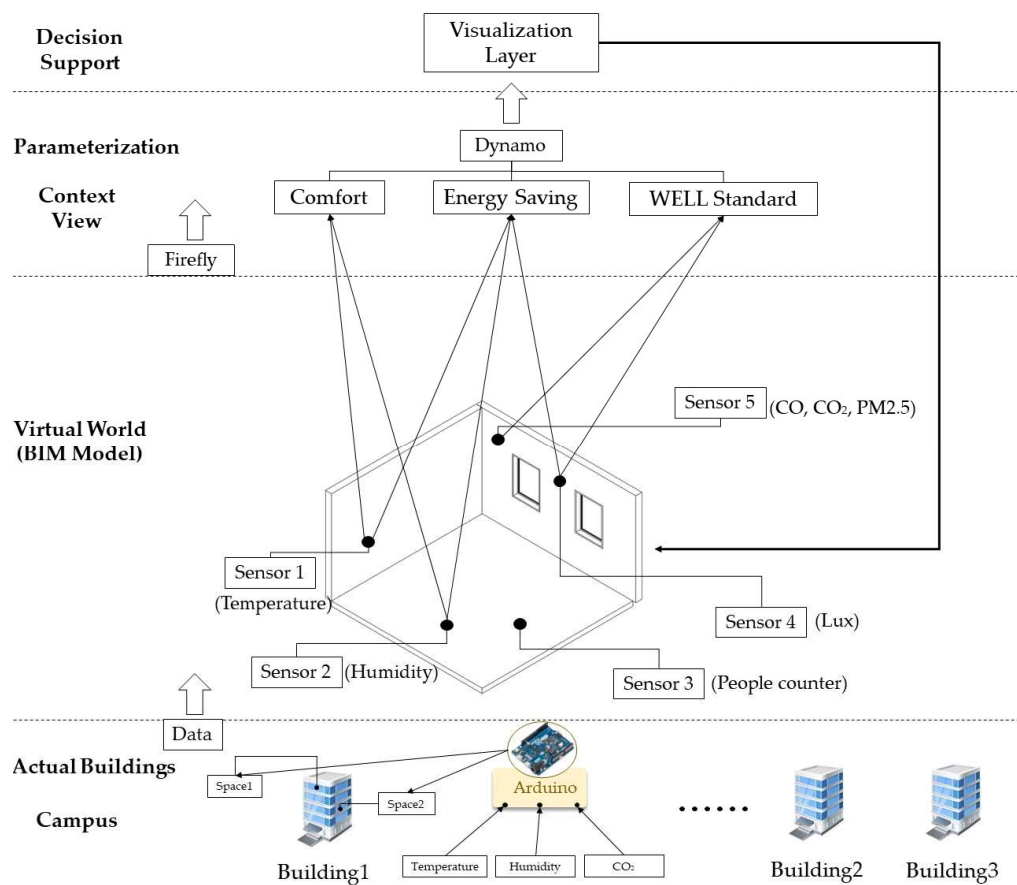 Decision
Support
Visualization
Layer
Parameterization
Dynamo
Context
View
Comfort
Energy Saving
WELL Standard
Firefly
Virtual World
(BIM Model)
Sensor 5 (CO, CO₂, PM2.5)
Sensor 1
(Temperature)
Sensor 4 (Lux)
Sensor 2 (Humidity)
Sensor 3 (People counter)
Data
Actual Buildings
Space1
Space2
Arduino
Campus
......
Temperature
Humidity
CO₂
Building1
Building2
Building3